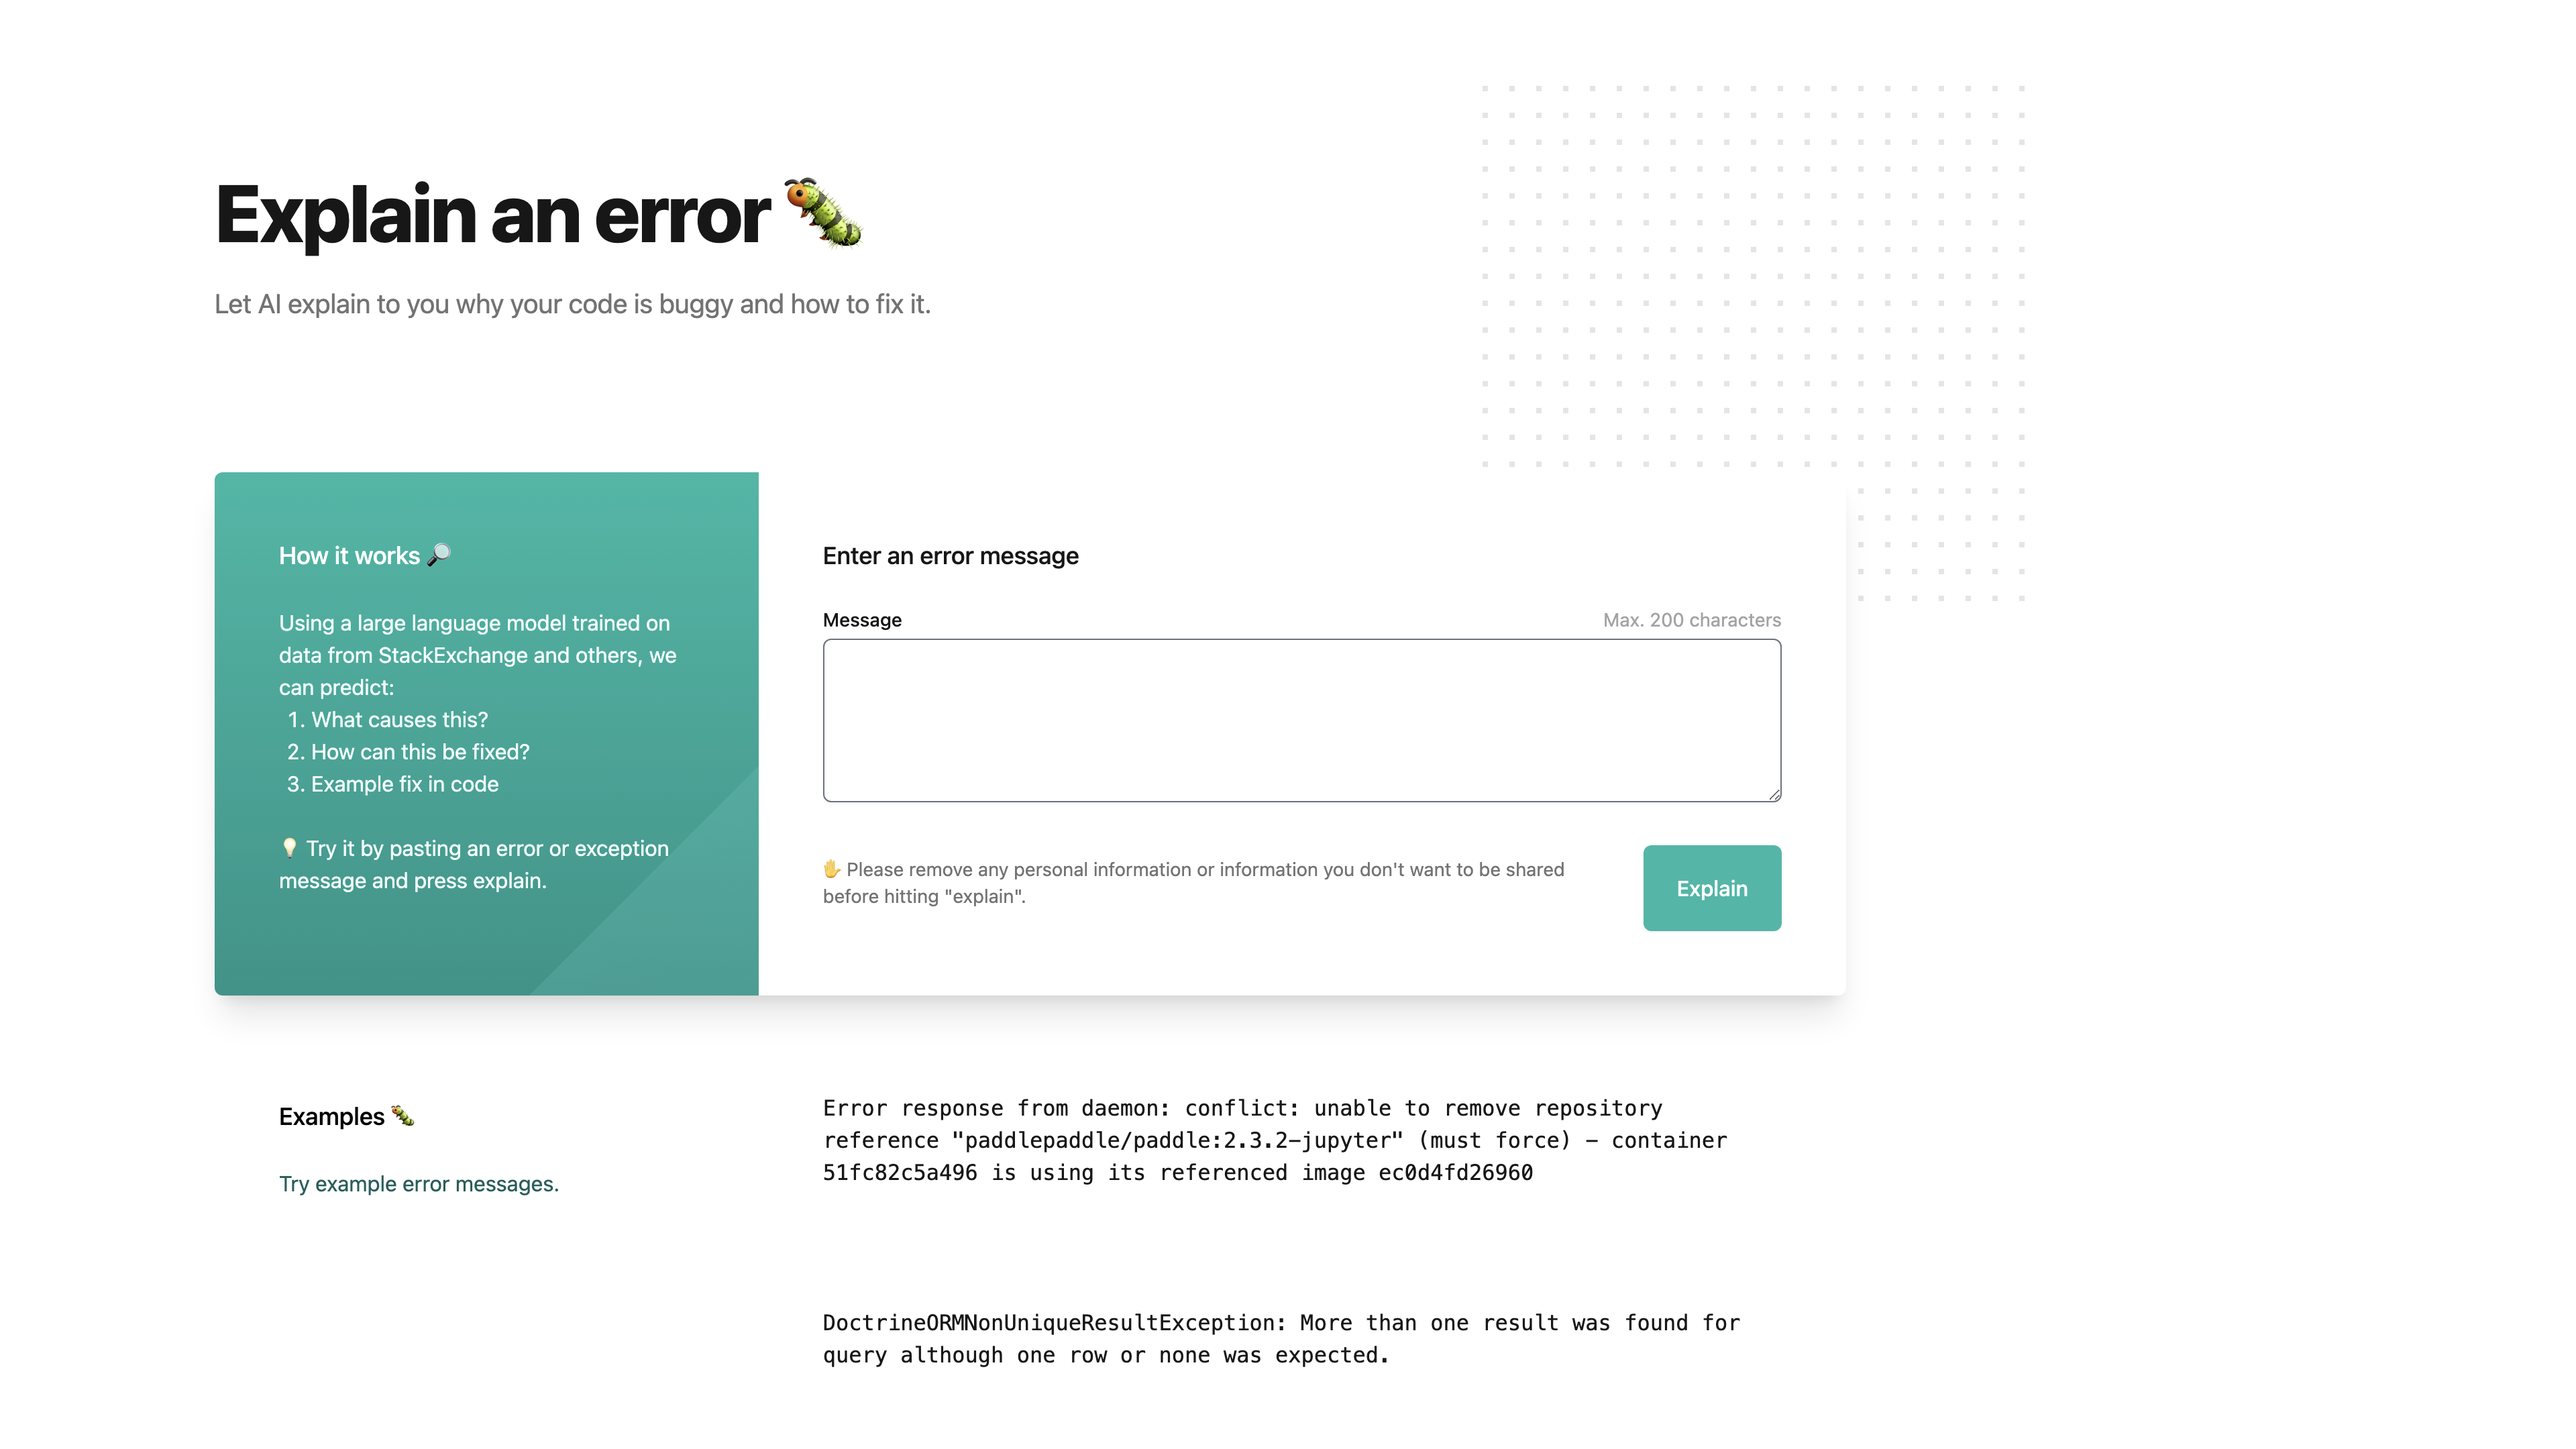 Explain an error 🐛
Let AI explain to you why your code is buggy and how to fix it.
How it works 🔎
Using a large language model trained on
data from StackExchange and others, we
can predict:
1. What causes this?
2. How can this be fixed?
3. Example fix in code
💡 Try it by pasting an error or exception
message and press explain.
Enter an error message
Message
Max. 200 characters
✋ Please remove any personal information or information you don't want to be shared
before hitting "explain".
Explain
Examples 🐛
Try example error messages.
Error response from daemon: conflict: unable to remove repository
reference "paddlepaddle/paddle:2.3.2-jupyter" (must force) - container
51fc82c5a496 is using its referenced image ec0d4fd26960
DoctrineORMNonUniqueResultException: More than one result was found for
query although one row or none was expected.